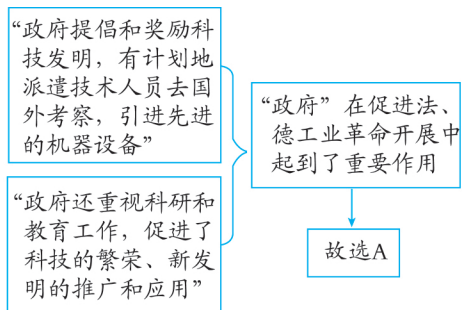 “政府提倡和奖励科
技发明，有计划地
派遣技术人员去国
外考察，引进先进
的机器设备”
“政府还重视科研和
教育工作，促进了
科技的繁荣、新发
明的推广和应用”
“政府”在促进法、
德工业革命开展中
起到了重要作用
故选A